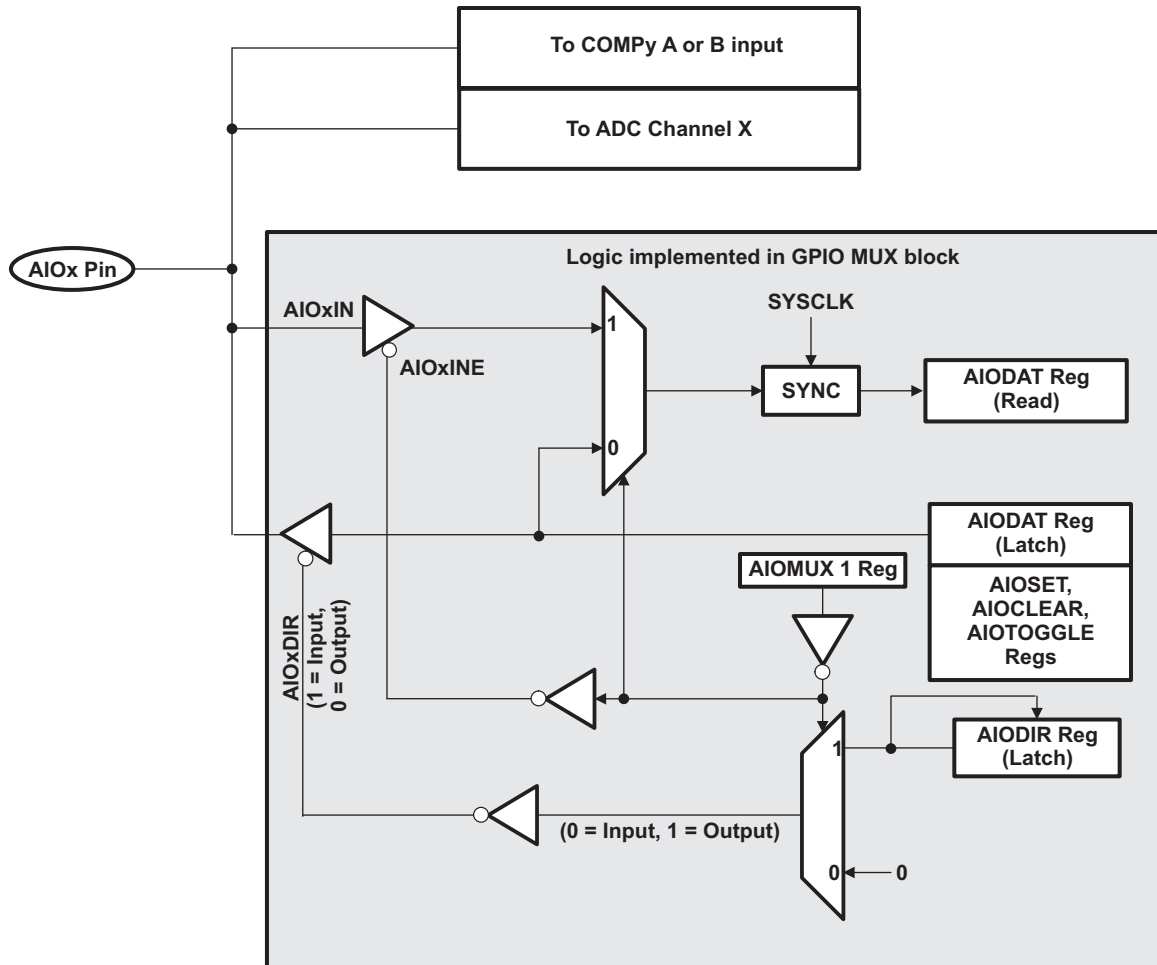 To COMPy A or B input
To ADC Channel X
AIOx Pin
Logic implemented in GPIO MUX block
AIOxIN
AIOxINE
1
0
SYSCLK
SYNC
AIODAT Reg
(Read)
AIODAT Reg
(Latch)
AIOSET,
AIOCLEAR,
AIOTOGGLE
Regs
AIOMUX 1 Reg
AIOxDIR
(1 = Input,
0 = Output)
1
AIODIR Reg
(Latch)
(0 = Input, 1 = Output)
0
0